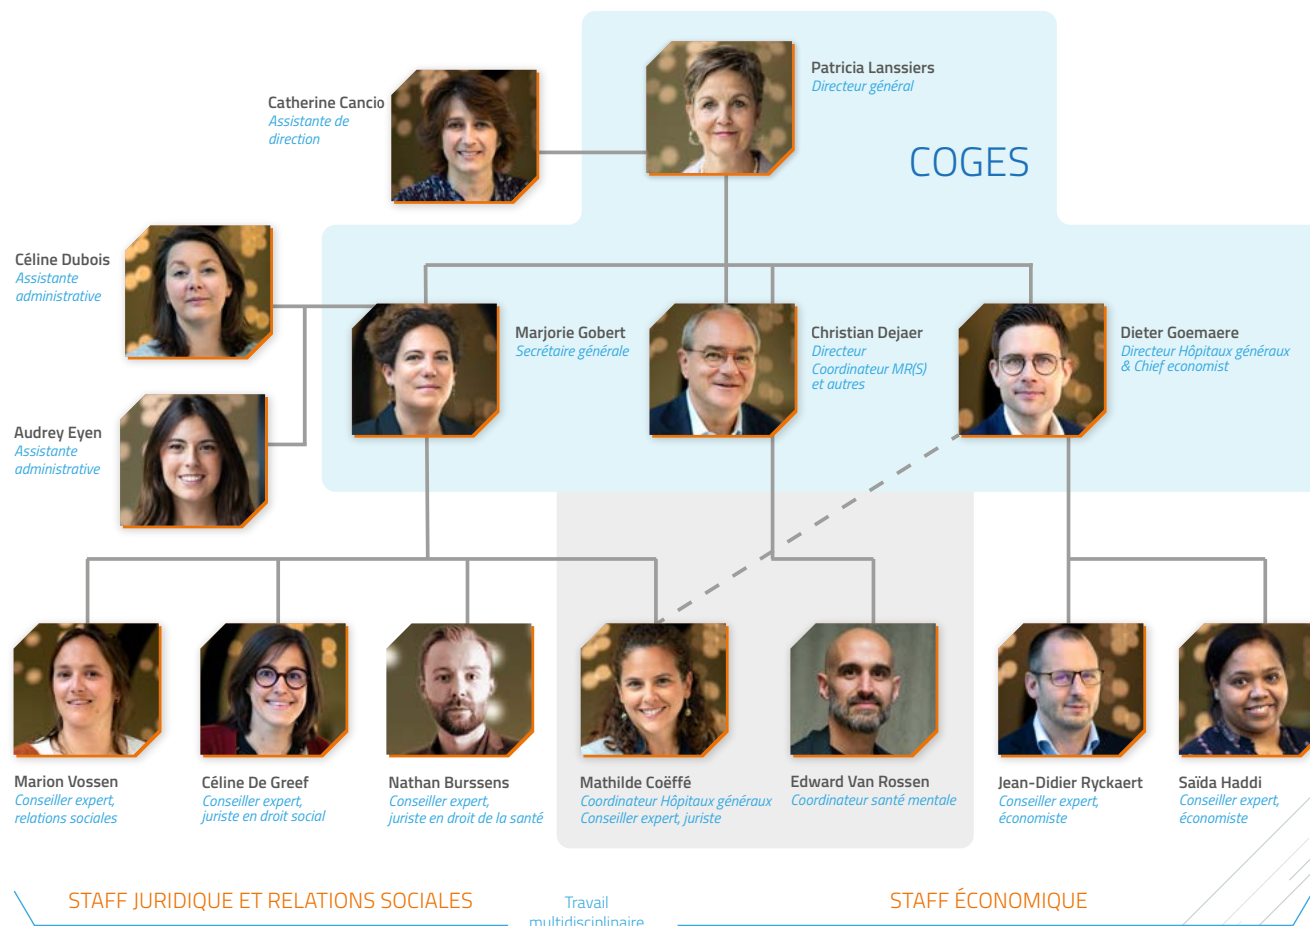 Patricia Lanssiers
Directeur général
Catherine Cancio
Assistante de
direction
COGES
Céline Dubois
Assistante
administrative
Marjorie Gobert
Secrétaire générale
Christian Dejaer
Directeur
Coordinateur MR(S)
et autres
Dieter Goemaere
Directeur Hôpitaux généraux
& Chief economist
Audrey Eyen
Assistante
administrative
Marion Vossen
Conseiller expert,
relations sociales
Céline De Greef
Conseiller expert,
juriste en droit social
Nathan Burssens
Conseiller expert,
juriste en droit de la santé
Mathilde Coëffé
Coordinateur Hôpitaux généraux
Conseiller expert, juriste
Edward Van Rossen
Coordinateur santé mentale
Jean-Didier Ryckaert
Conseiller expert,
économiste
Saïda Haddi
Conseiller expert,
économiste
STAFF JURIDIQUE ET RELATIONS SOCIALES
Travail
multidisciplinaire
STAFF ÉCONOMIQUE